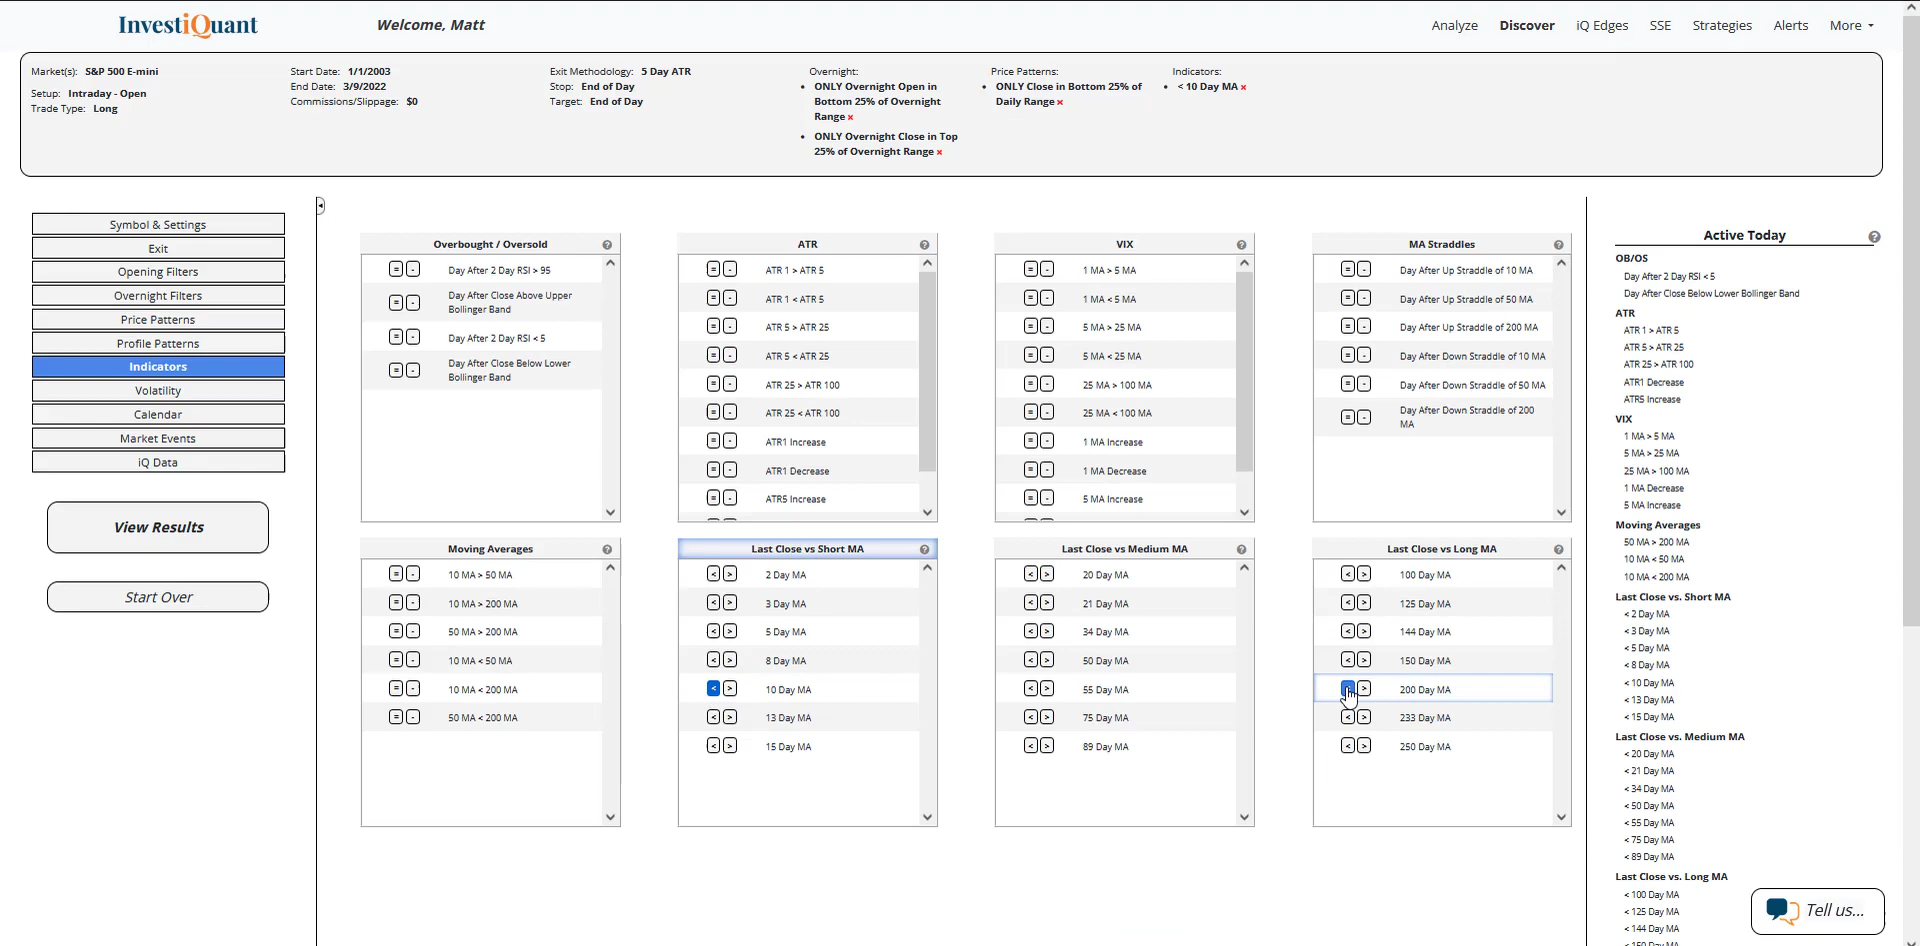 InvestiQuant
Welcome, Matt
Analyze
Discover
iQ Edges
SSE
Strategies
Alerts
More
Market(s): S&P 500 E-mini
Setup: Intraday - Open
Trade Type: Long
Start Date: 1/1/2003
End Date: 3/9/2022
Commissions/Slippage: $0
Exit Methodology: 5 Day ATR
Stop: End of Day
Target: End of Day
Overnight:
• ONLY Overnight Open in
Bottom 25% of Overnight
Range x
• ONLY Overnight Close in Top
25% of Overnight Range x
Price Patterns:
• ONLY Close in Bottom 25% of
Daily Range x
Indicators:
• < 10 Day MA x
Symbol & Settings
Exit
Opening Filters
Overnight Filters
Price Patterns
Profile Patterns
Indicators
Volatility
Calendar
Market Events
iQ Data
View Results
Start Over
Overbought / Oversold ?
= - Day After 2 Day RSI > 95
= - Day After Close Above Upper
Bollinger Band
= - Day After 2 Day RSI < 5
= - Day After Close Below Lower
Bollinger Band
ATR ?
= - ATR 1 > ATR 5
= - ATR 1 < ATR 5
= - ATR 5 > ATR 25
= - ATR 5 < ATR 25
= - ATR 25 > ATR 100
= - ATR 25 < ATR 100
= - ATR1 Increase
= - ATR1 Decrease
= - ATR5 Increase
VIX ?
= - 1 MA > 5 MA
= - 1 MA < 5 MA
= - 5 MA > 25 MA
= - 5 MA < 25 MA
= - 25 MA > 100 MA
= - 25 MA < 100 MA
= - 1 MA Increase
= - 1 MA Decrease
= - 5 MA Increase
MA Straddles ?
= - Day After Up Straddle of 10 MA
= - Day After Up Straddle of 50 MA
= - Day After Up Straddle of 200 MA
= - Day After Down Straddle of 10 MA
= - Day After Down Straddle of 50 MA
= - Day After Down Straddle of 200
MA
Moving Averages ?
= - 10 MA > 50 MA
= - 10 MA > 200 MA
= - 50 MA > 200 MA
= - 10 MA < 50 MA
= - 10 MA < 200 MA
= - 50 MA < 200 MA
Last Close vs Short MA ?
< > 2 Day MA
< > 3 Day MA
< > 5 Day MA
< > 8 Day MA
< > 10 Day MA
< > 13 Day MA
< > 15 Day MA
Last Close vs Medium MA ?
< > 20 Day MA
< > 21 Day MA
< > 34 Day MA
< > 50 Day MA
< > 55 Day MA
< > 75 Day MA
< > 89 Day MA
Last Close vs Long MA ?
< > 100 Day MA
< > 125 Day MA
< > 144 Day MA
< > 150 Day MA
> 200 Day MA
< > 233 Day MA
< > 250 Day MA
Active Today ?
OB/OS
Day After 2 Day RSI < 5
Day After Close Below Lower Bollinger Band
ATR
ATR 1 > ATR 5
ATR 5 > ATR 25
ATR 25 > ATR 100
ATR1 Decrease
ATR5 Increase
VIX
1 MA > 5 MA
5 MA > 25 MA
25 MA > 100 MA
1 MA Decrease
5 MA Increase
Moving Averages
50 MA > 200 MA
10 MA < 50 MA
10 MA < 200 MA
Last Close vs. Short MA
< 2 Day MA
< 3 Day MA
< 5 Day MA
< 8 Day MA
< 10 Day MA
< 13 Day MA
< 15 Day MA
Last Close vs. Medium MA
< 20 Day MA
< 21 Day MA
< 34 Day MA
< 50 Day MA
< 55 Day MA
< 75 Day MA
< 89 Day MA
Last Close vs. Long MA
< 100 Day MA
< 125 Day MA
< 144 Day MA
Tell us...